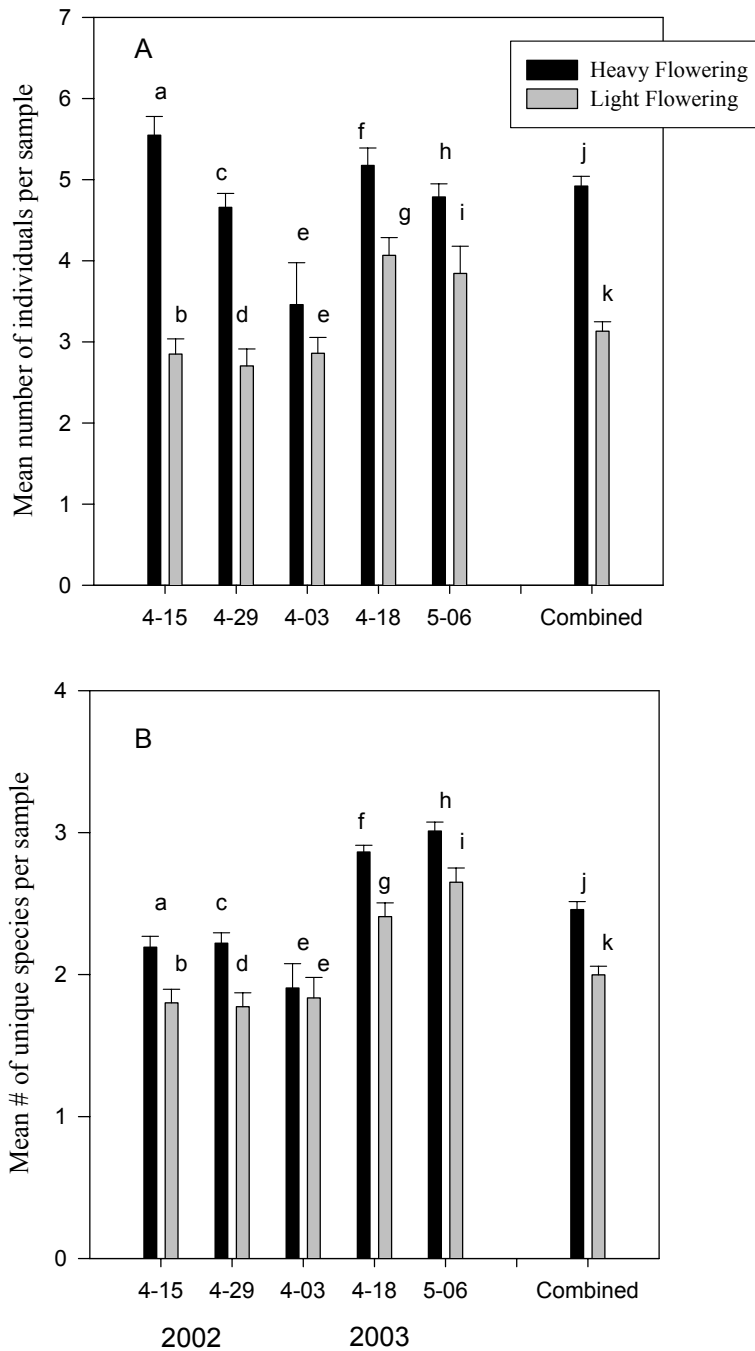 7
A
Heavy Flowering
Light Flowering
6
a
5
c
f
h
j
4
g
i
e
3
b
d
e
k
2
1
0
Mean number of individuals per sample
4-15 4-29 4-03 4-18 5-06 Combined
4
B
3
f
h
g
i
j
a
c
k
b
d
e e
2
1
0
Mean # of unique species per sample
4-15 4-29 4-03 4-18 5-06 Combined
2002 2003